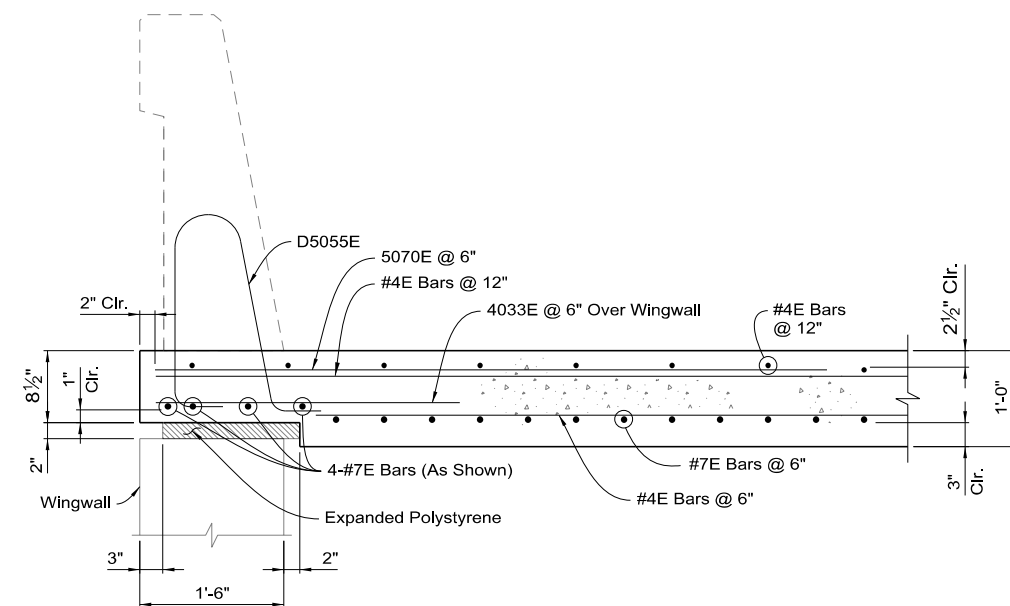 D5055E
5070E @ 6"
#4E Bars @ 12"
2" Clr.
4033E @ 6" Over Wingwall
#4E Bars
@ 12"
2½" Clr.
8½"
1"
Clr.
1'-0"
2"
4-#7E Bars (As Shown)
#7E Bars @ 6"
3"
Clr.
Wingwall
#4E Bars @ 6"
Expanded Polystyrene
3"
2"
1'-6"